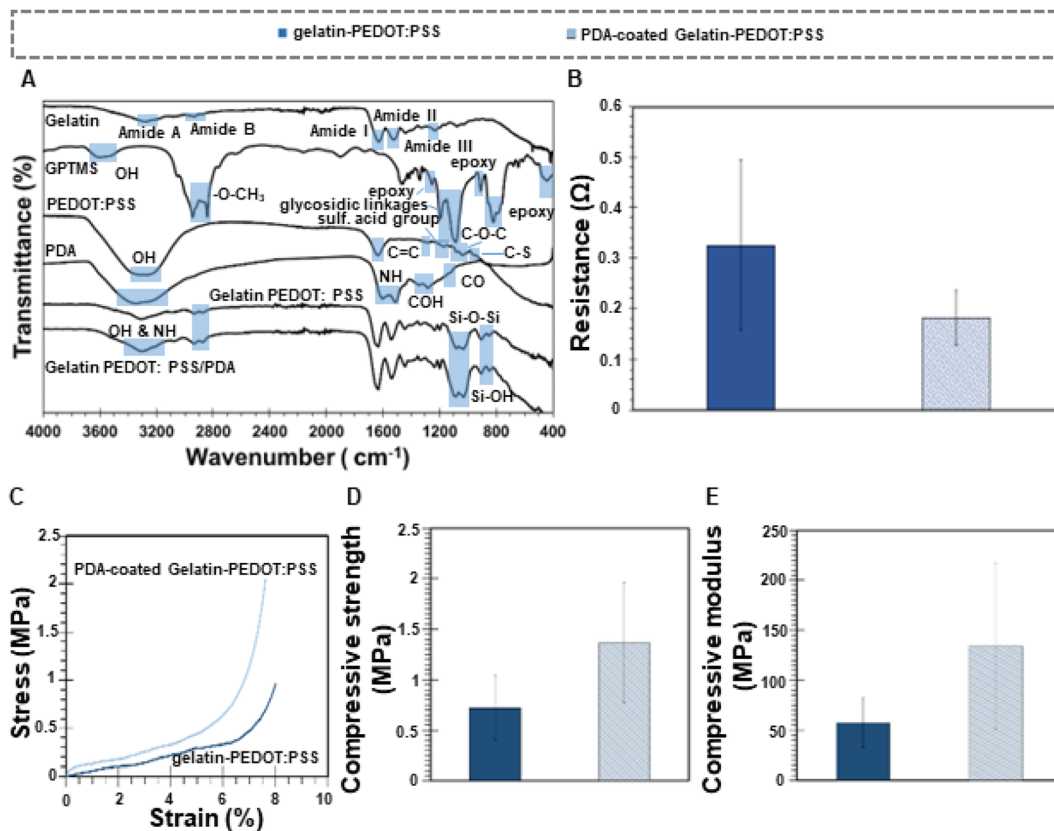 gelatin-PEDOT:PSS PDA-coated Gelatin-PEDOT:PSS
A
Transmittance (%)
Gelatin
Amide A
Amide B
Amide I
Amide II
Amide III
GPTMS
OH
-O-CH3
epoxy
epoxy
epoxy
glycosidic linkages
sulf. acid group
PEDOT:PSS
OH
C=C
C-O-C
C-S
PDA
NH
COH
CO
Gelatin PEDOT: PSS
OH & NH
Si-O-Si
Gelatin PEDOT: PSS/PDA
Si-OH
4000 3600 3200 2800 2400 2000 1600 1200 800 400
Wavenumber ( cm-1)
B
Resistance (Ω)
0.6
0.5
0.4
0.3
0.2
0.1
0
C
Stress (MPa)
2.5
2
1.5
1
0.5
0
PDA-coated Gelatin-PEDOT:PSS
gelatin-PEDOT:PSS
0 2 4 6 8 10
Strain (%)
D
Compressive strength
(MPa)
2.5
2
1.5
1
0.5
0
E
Compressive modulus
(MPa)
250
200
150
100
50
0